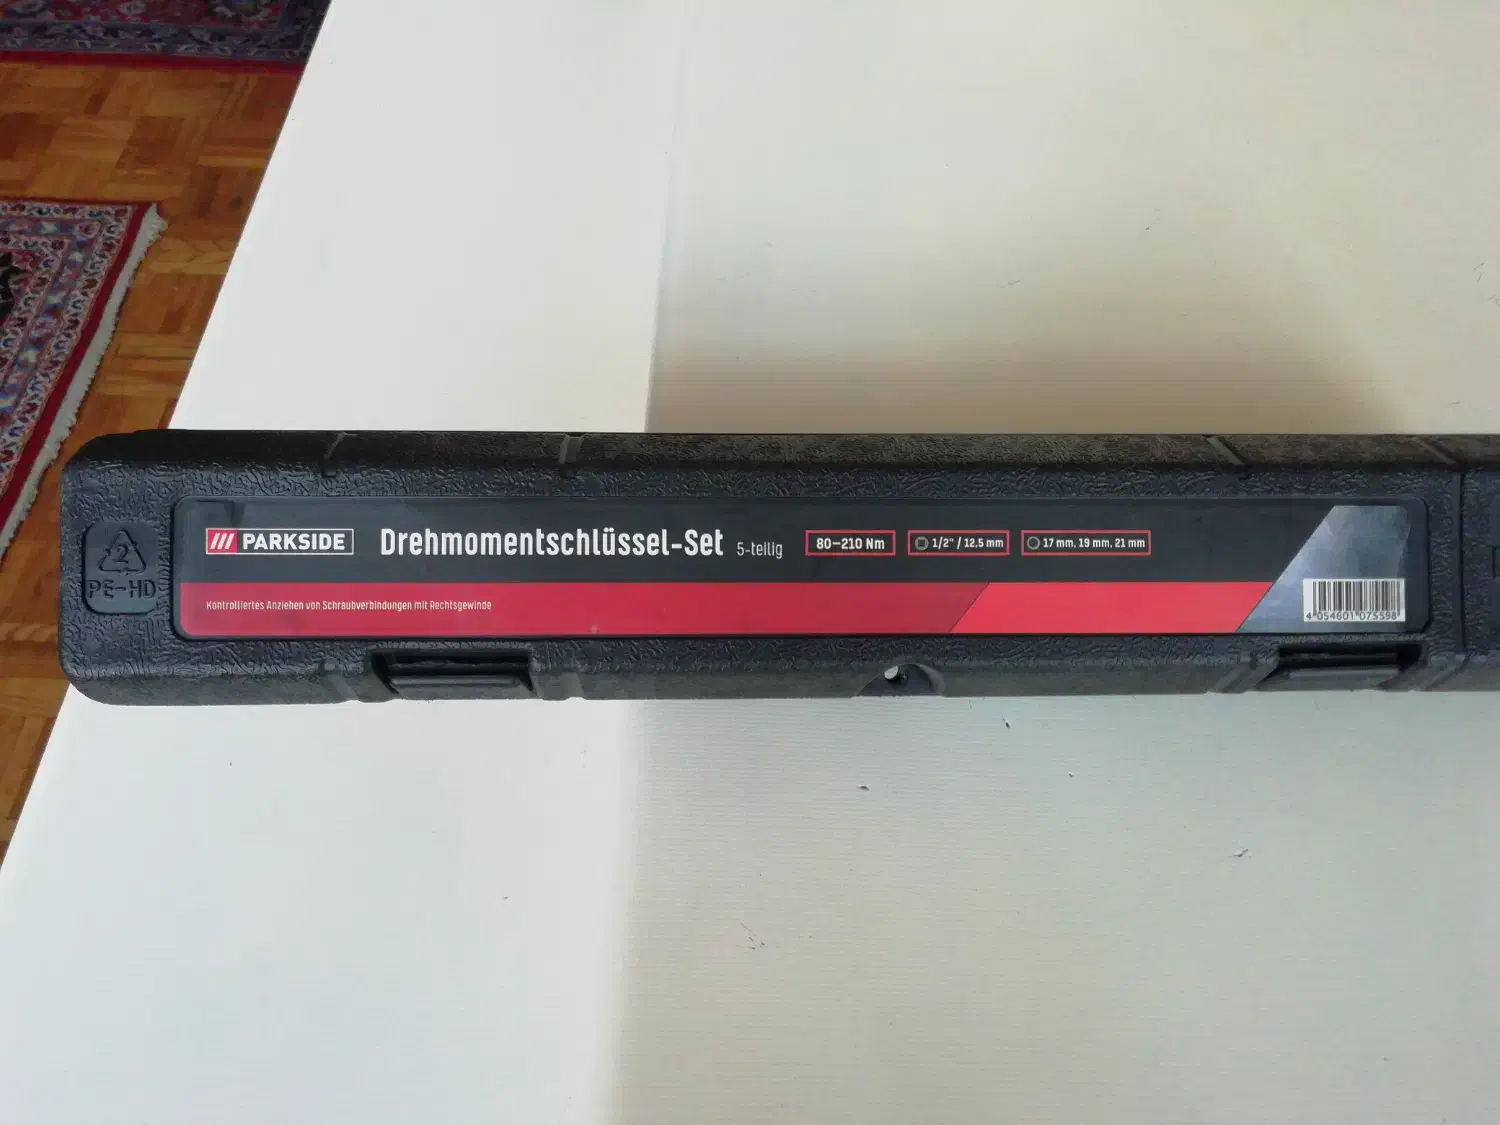 PARKSIDE
Drehmomentschlüssel-Set 5-teilig
80–210 Nm
1/2" / 12,5 mm
17 mm, 19 mm, 21 mm
Kontrolliertes Anziehen von Schraubverbindungen mit Rechtsgewinde
4 054601 075598
2
PE-HD